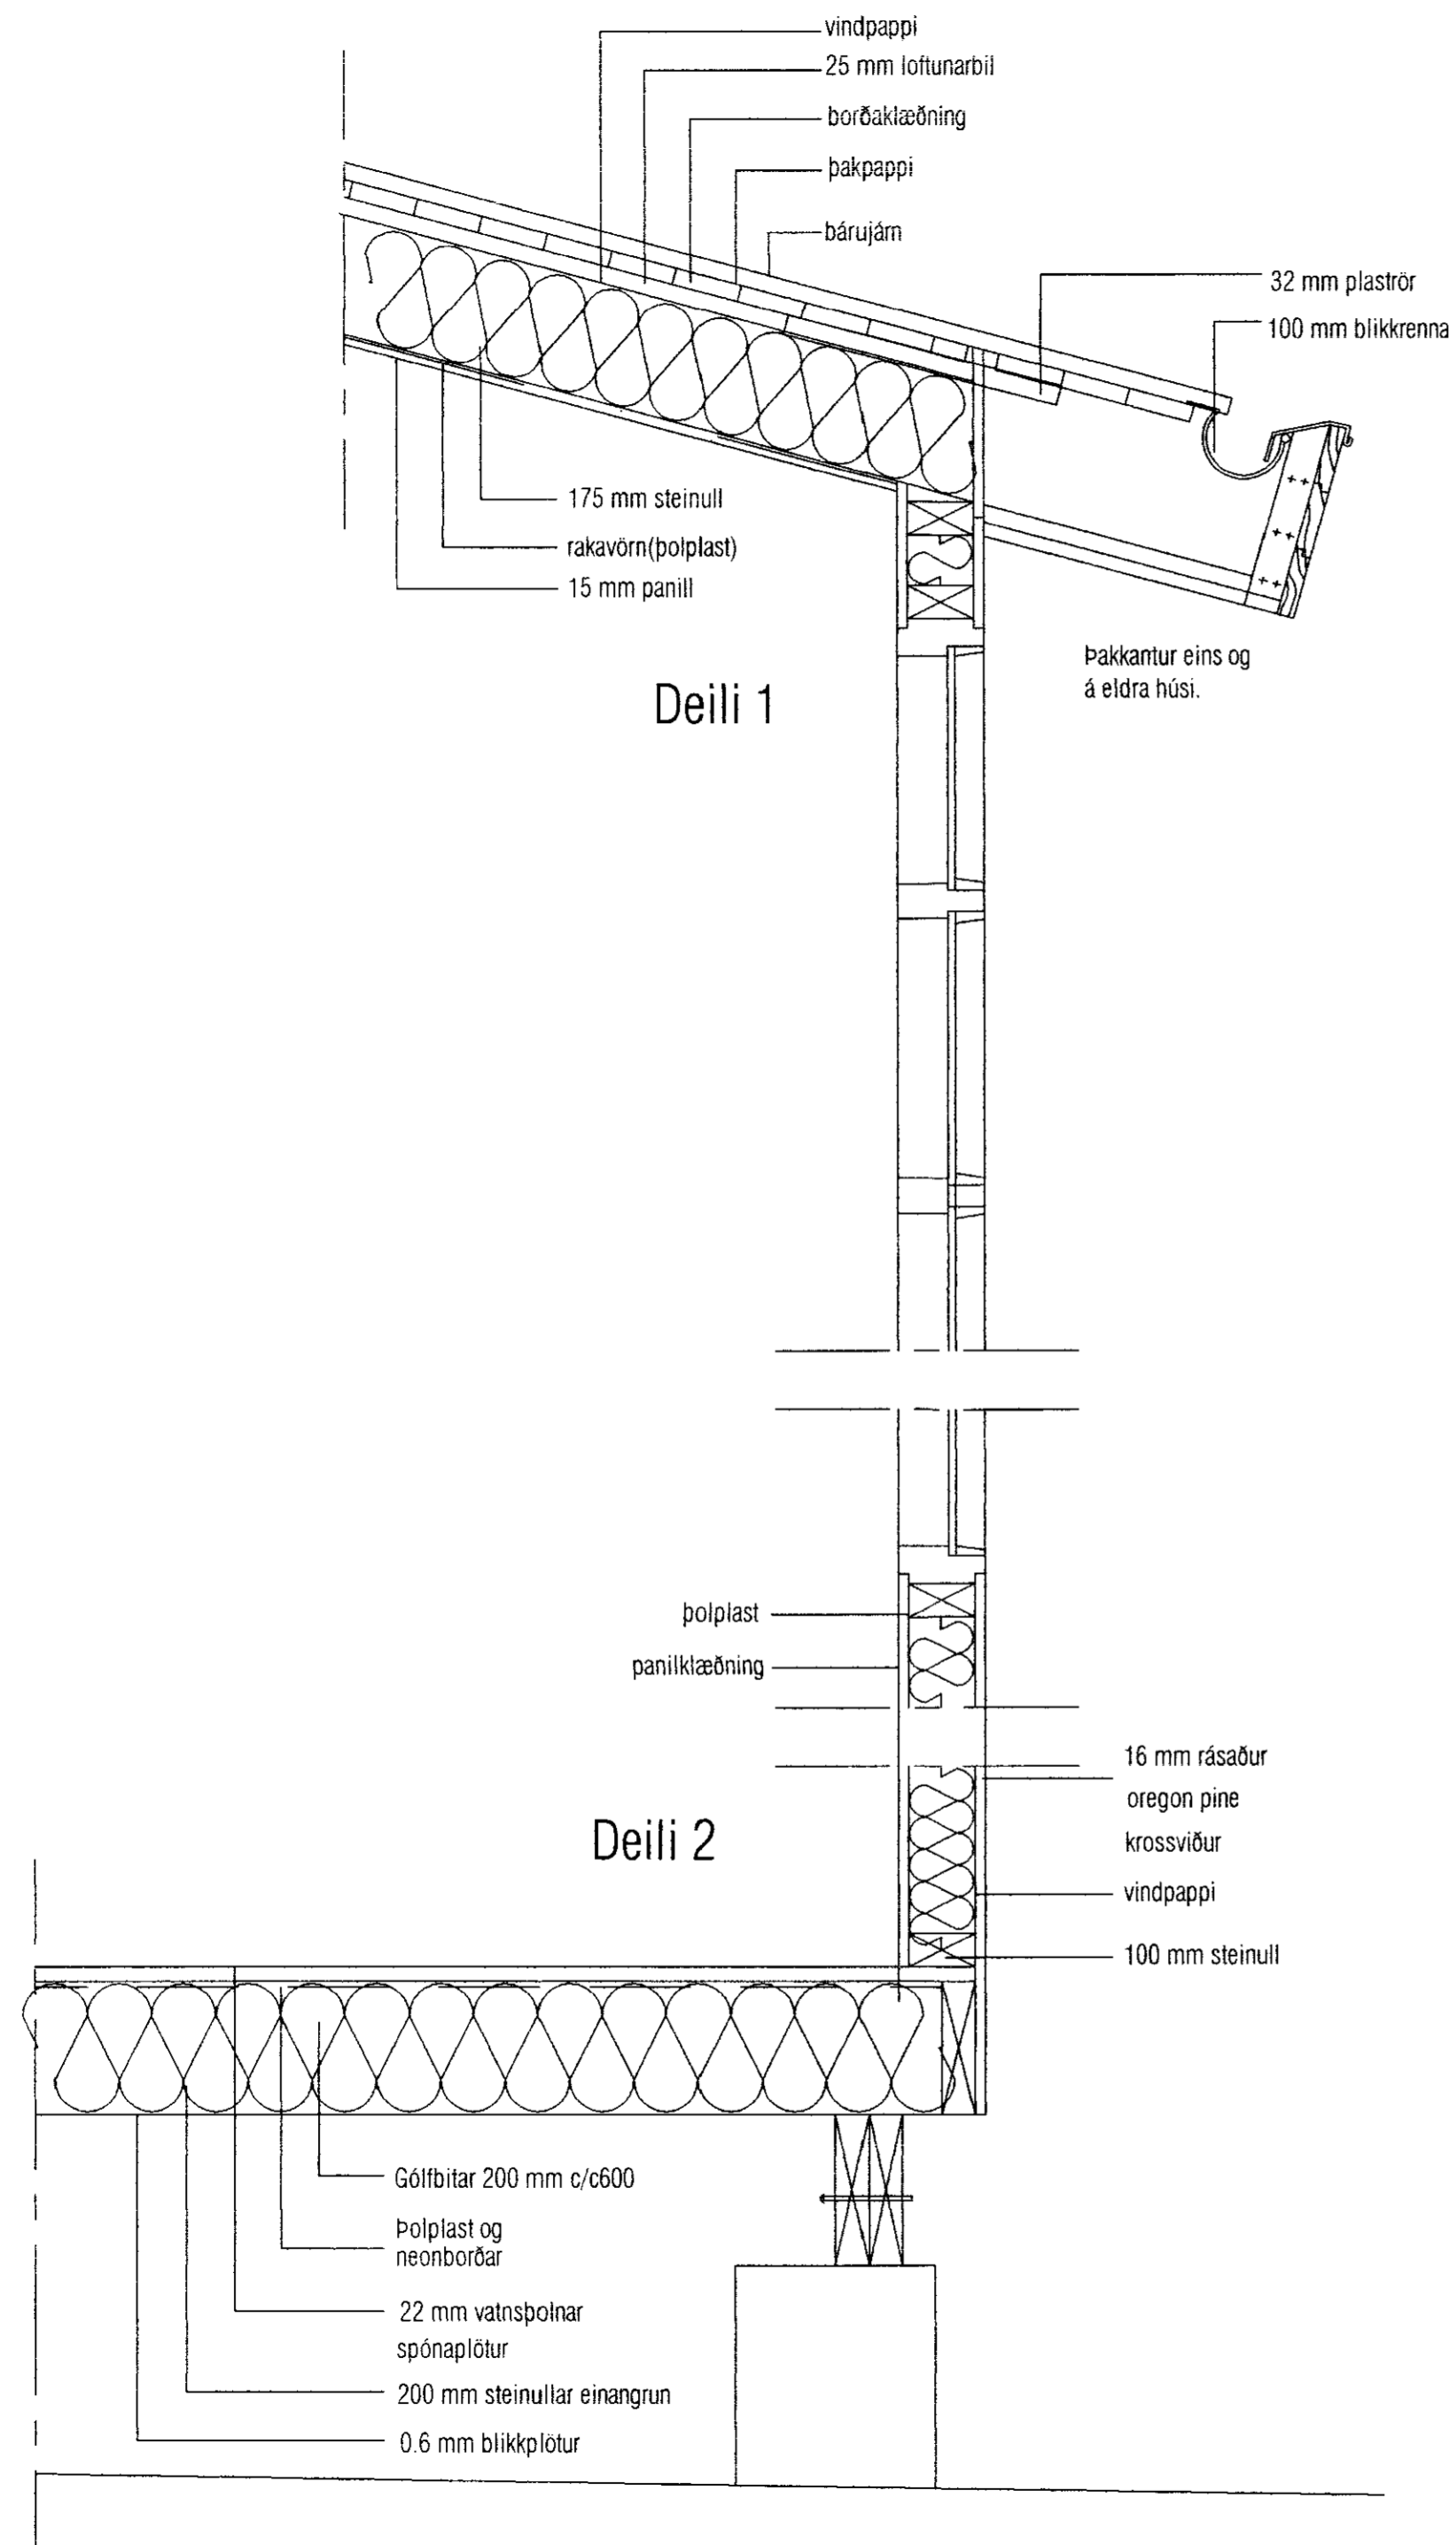 vindpappi
25 mm loftunarbil
borðaklæðning
þakpappi
bárujárn
32 mm plaströr
100 mm blikkrenna
175 mm steinull
rakavörn(þolplast)
15 mm panill
Þakkantur eins og
á eldra húsi.
Deili 1
þolplast
panilklæðning
16 mm rásaður
oregon pine
krossviður
vindpappi
100 mm steinull
Deili 2
Gólfbitar 200 mm c/c600
Þolplast og
neonborðar
22 mm vatnsþolnar
spónaplötur
200 mm steinullar einangrun
0.6 mm blikkplötur